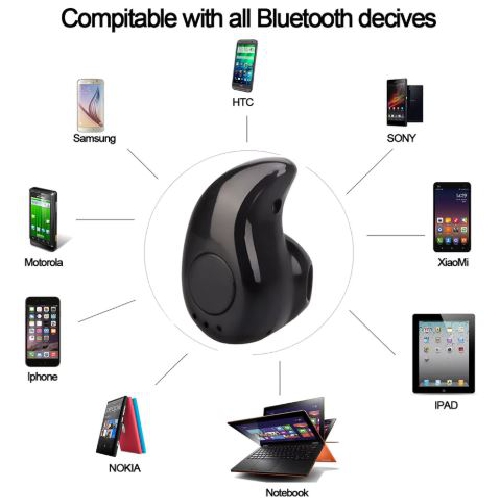 Compitable with all Bluetooth decives
HTC
Samsung
SONY
Motorola
XiaoMi
Iphone
IPAD
NOKIA
Notebook